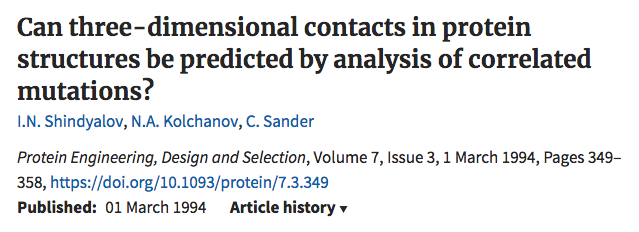 Can three-dimensional contacts in protein
structures be predicted by analysis of correlated
mutations?
I.N. Shindyalov, N.A. Kolchanov, C. Sander
Protein Engineering, Design and Selection, Volume 7, Issue 3, 1 March 1994, Pages 349–
358, https://doi.org/10.1093/protein/7.3.349
Published: 01 March 1994 Article history ▾